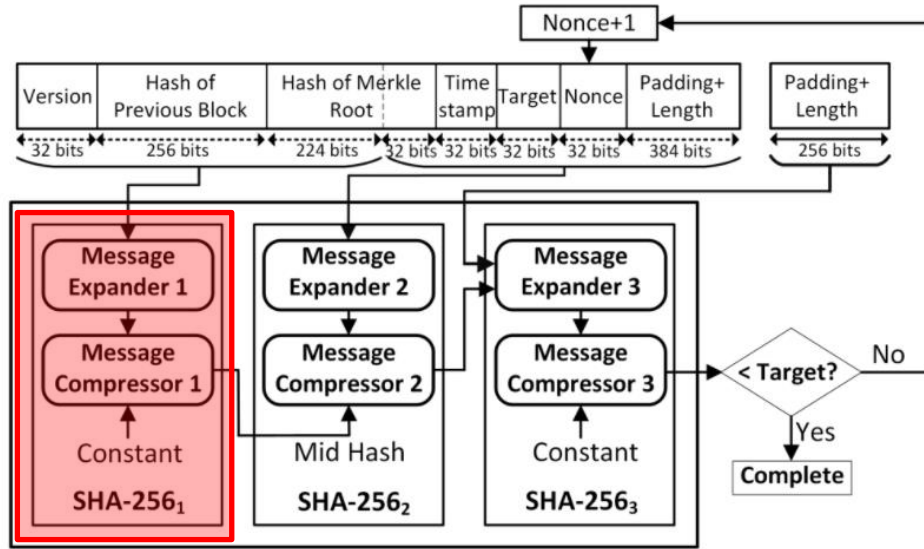 Nonce+1
Version
Hash of
Previous Block
Hash of Merkle
Root
Time
stamp
Target
Nonce
Padding+
Length
Padding+
Length
32 bits
256 bits
224 bits
32 bits
32 bits
32 bits
32 bits
384 bits
256 bits
Message
Expander 1
Message
Expander 2
Message
Expander 3
Message
Compressor 1
Message
Compressor 2
Message
Compressor 3
< Target?
No
Yes
Constant
Mid Hash
Constant
Complete
SHA-256₁
SHA-256₂
SHA-256₃